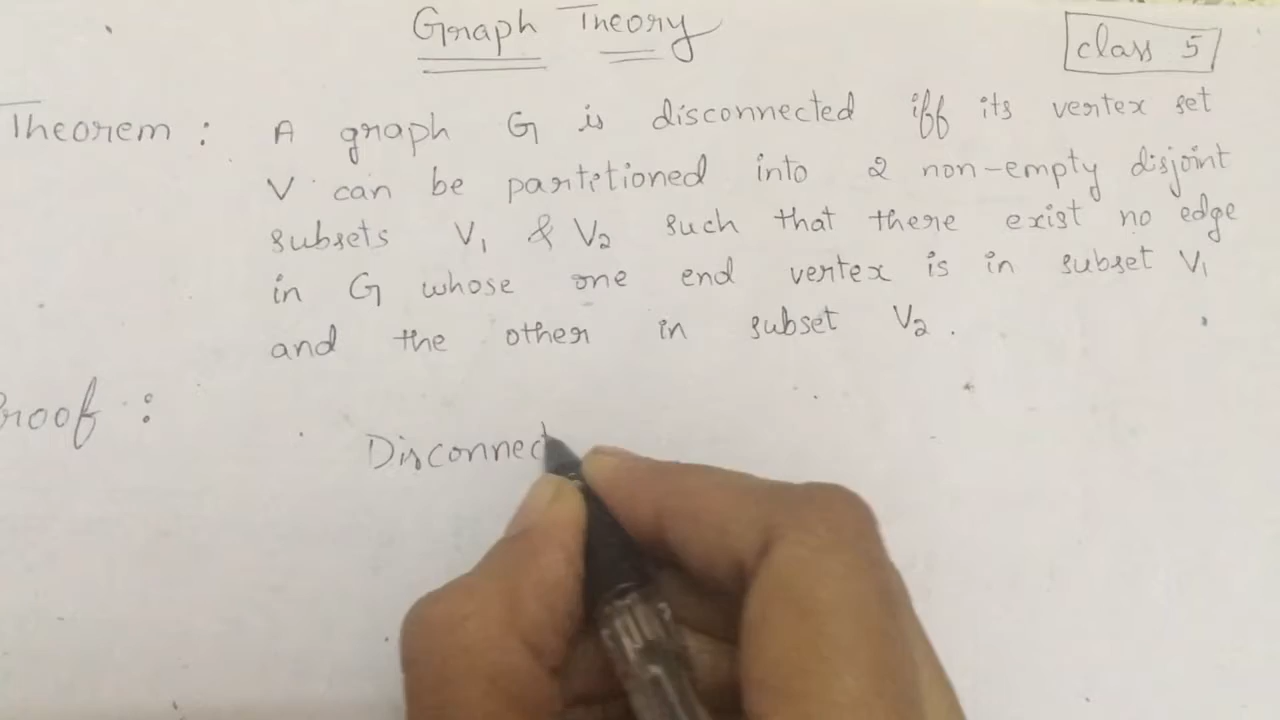 Graph Theory
class 5
Theorem : A graph G is disconnected iff its vertex set
V can be partitioned into 2 non-empty disjoint
subsets V₁ & V₂ such that there exist no edge
in G whose one end vertex is in subset V₁
and the other in subset V₂ .
Proof :
Disconnect